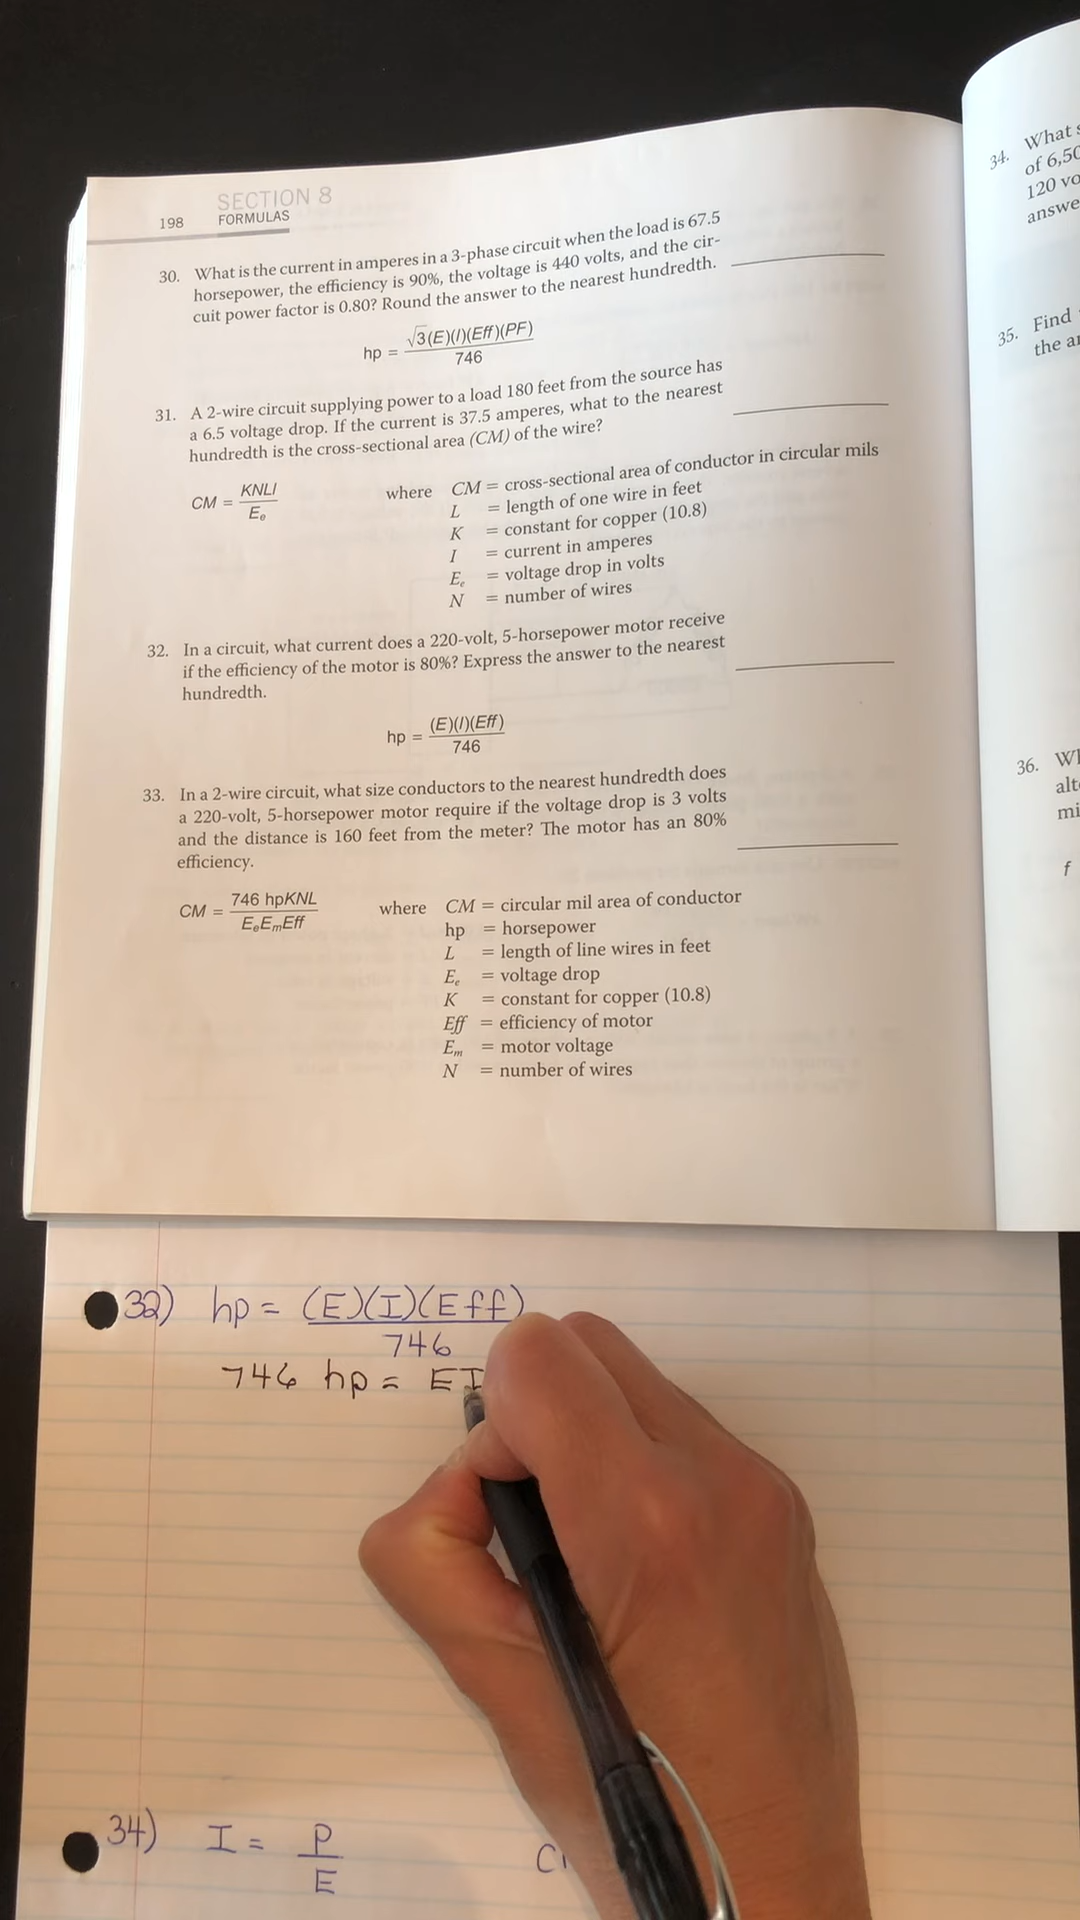 SECTION 8
198 FORMULAS
30. What is the current in amperes in a 3-phase circuit when the load is 67.5
horsepower, the efficiency is 90%, the voltage is 440 volts, and the cir-
cuit power factor is 0.80? Round the answer to the nearest hundredth.
hp = √3(E)(I)(Eff)(PF)
746
31. A 2-wire circuit supplying power to a load 180 feet from the source has
a 6.5 voltage drop. If the current is 37.5 amperes, what to the nearest
hundredth is the cross-sectional area (CM) of the wire?
CM = KNLI
Ee
where CM = cross-sectional area of conductor in circular mils
L = length of one wire in feet
K = constant for copper (10.8)
I = current in amperes
Ee = voltage drop in volts
N = number of wires
32. In a circuit, what current does a 220-volt, 5-horsepower motor receive
if the efficiency of the motor is 80%? Express the answer to the nearest
hundredth.
hp = (E)(I)(Eff)
746
33. In a 2-wire circuit, what size conductors to the nearest hundredth does
a 220-volt, 5-horsepower motor require if the voltage drop is 3 volts
and the distance is 160 feet from the meter? The motor has an 80%
efficiency.
CM = 746 hpKNL
EeEmEff
where CM = circular mil area of conductor
hp = horsepower
L = length of line wires in feet
Ee = voltage drop
K = constant for copper (10.8)
Eff = efficiency of motor
Em = motor voltage
N = number of wires
34. What
of 6,50
120 vo
answe
35. Find
the a
36.
alt
mi
f
32) hp = (E)(I)(Eff)
746
746 hp = EI
34) I = P
E